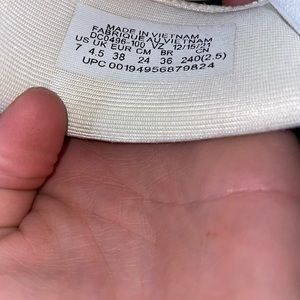 MADE IN VIETNAM
FABRIQUE AU VIETNAM
DC0496-100 VZ 12/15/21
US UK EUR CM BR CN
7 4.5 38 24 36 240(2.5)
UPC 00194956879824